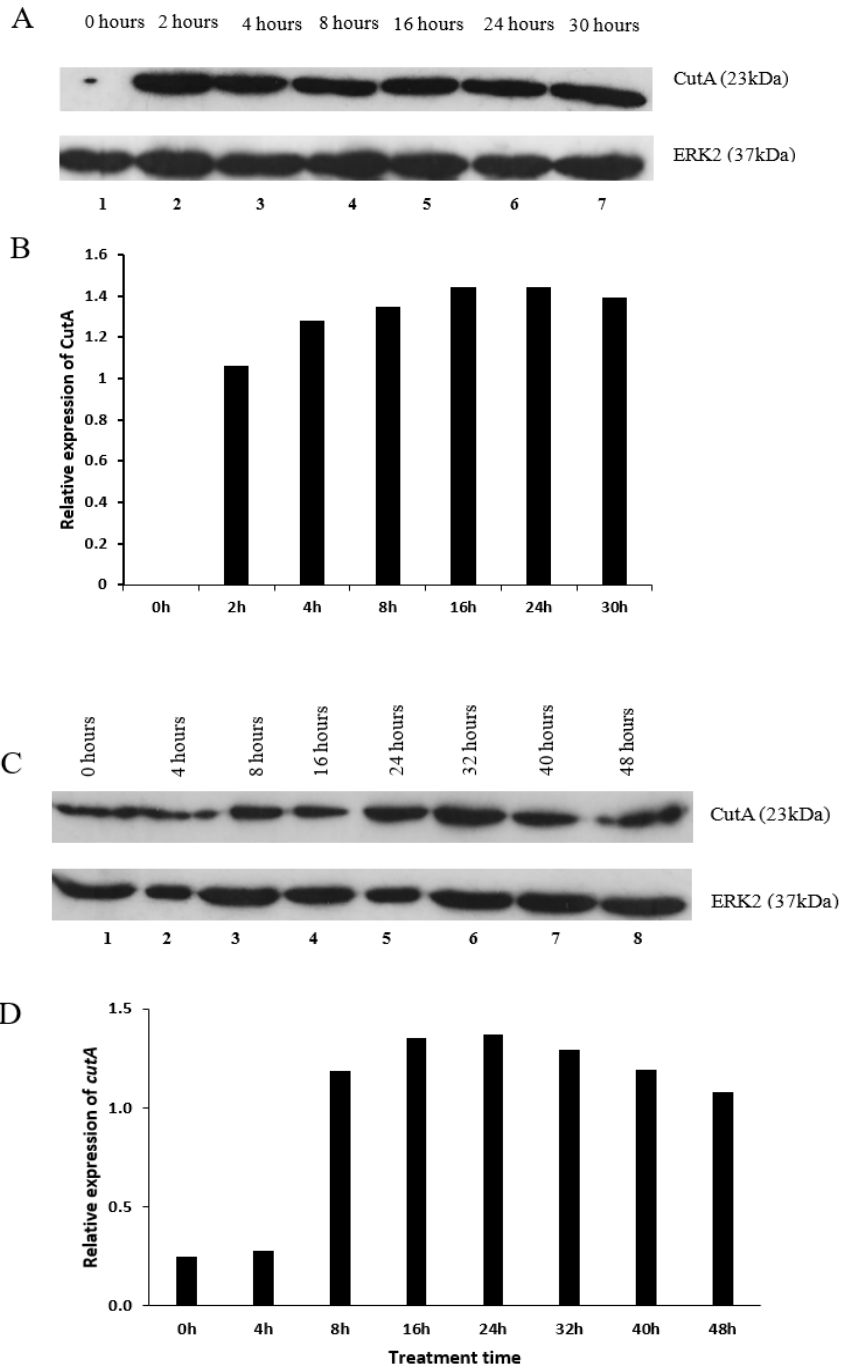 A
0 hours 2 hours 4 hours 8 hours 16 hours 24 hours 30 hours
CutA (23kDa)
ERK2 (37kDa)
1 2 3 4 5 6 7
B
Relative expression of CutA
1.6
1.4
1.2
1
0.8
0.6
0.4
0.2
0
0h 2h 4h 8h 16h 24h 30h
C
0 hours 4 hours 8 hours 16 hours 24 hours 32 hours 40 hours 48 hours
CutA (23kDa)
ERK2 (37kDa)
1 2 3 4 5 6 7 8
D
Relative expression of cutA
1.5
1.0
0.5
0.0
0h 4h 8h 16h 24h 32h 40h 48h
Treatment time